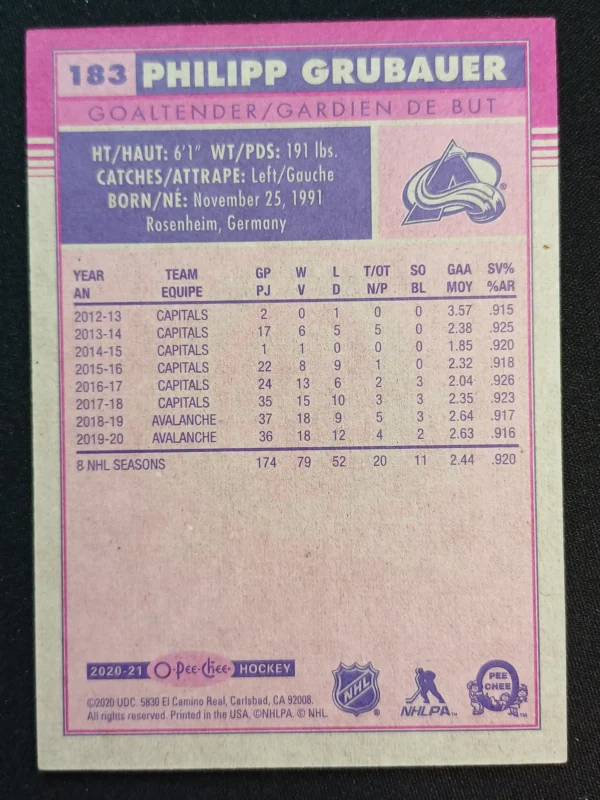 183 PHILIPP GRUBAUER
GOALTENDER/GARDIEN DE BUT
HT/HAUT: 6'1" WT/PDS: 191 lbs.
CATCHES/ATTRAPE: Left/Gauche
BORN/NÉ: November 25, 1991
Rosenheim, Germany
A ®
YEAR TEAM GP W L T/OT SO GAA SV%
AN EQUIPE PJ V D N/P BL MOY %AR
2012-13 CAPITALS 2 0 1 0 0 3.57 .915
2013-14 CAPITALS 17 6 5 5 0 2.38 .925
2014-15 CAPITALS 1 1 0 0 0 1.85 .920
2015-16 CAPITALS 22 8 9 1 0 2.32 .918
2016-17 CAPITALS 24 13 6 2 3 2.04 .926
2017-18 CAPITALS 35 15 10 3 3 2.35 .923
2018-19 AVALANCHE 37 18 9 5 3 2.64 .917
2019-20 AVALANCHE 36 18 12 4 2 2.63 .916
8 NHL SEASONS 174 79 52 20 11 2.44 .920
2020-21 O-Pee-Chee HOCKEY
©2020 UDC. 5830 El Camino Real, Carlsbad, CA 92008.
All rights reserved. Printed in the USA. ©NHLPA. © NHL.
NHL ®
NHLPA™
PEE CHEE ™